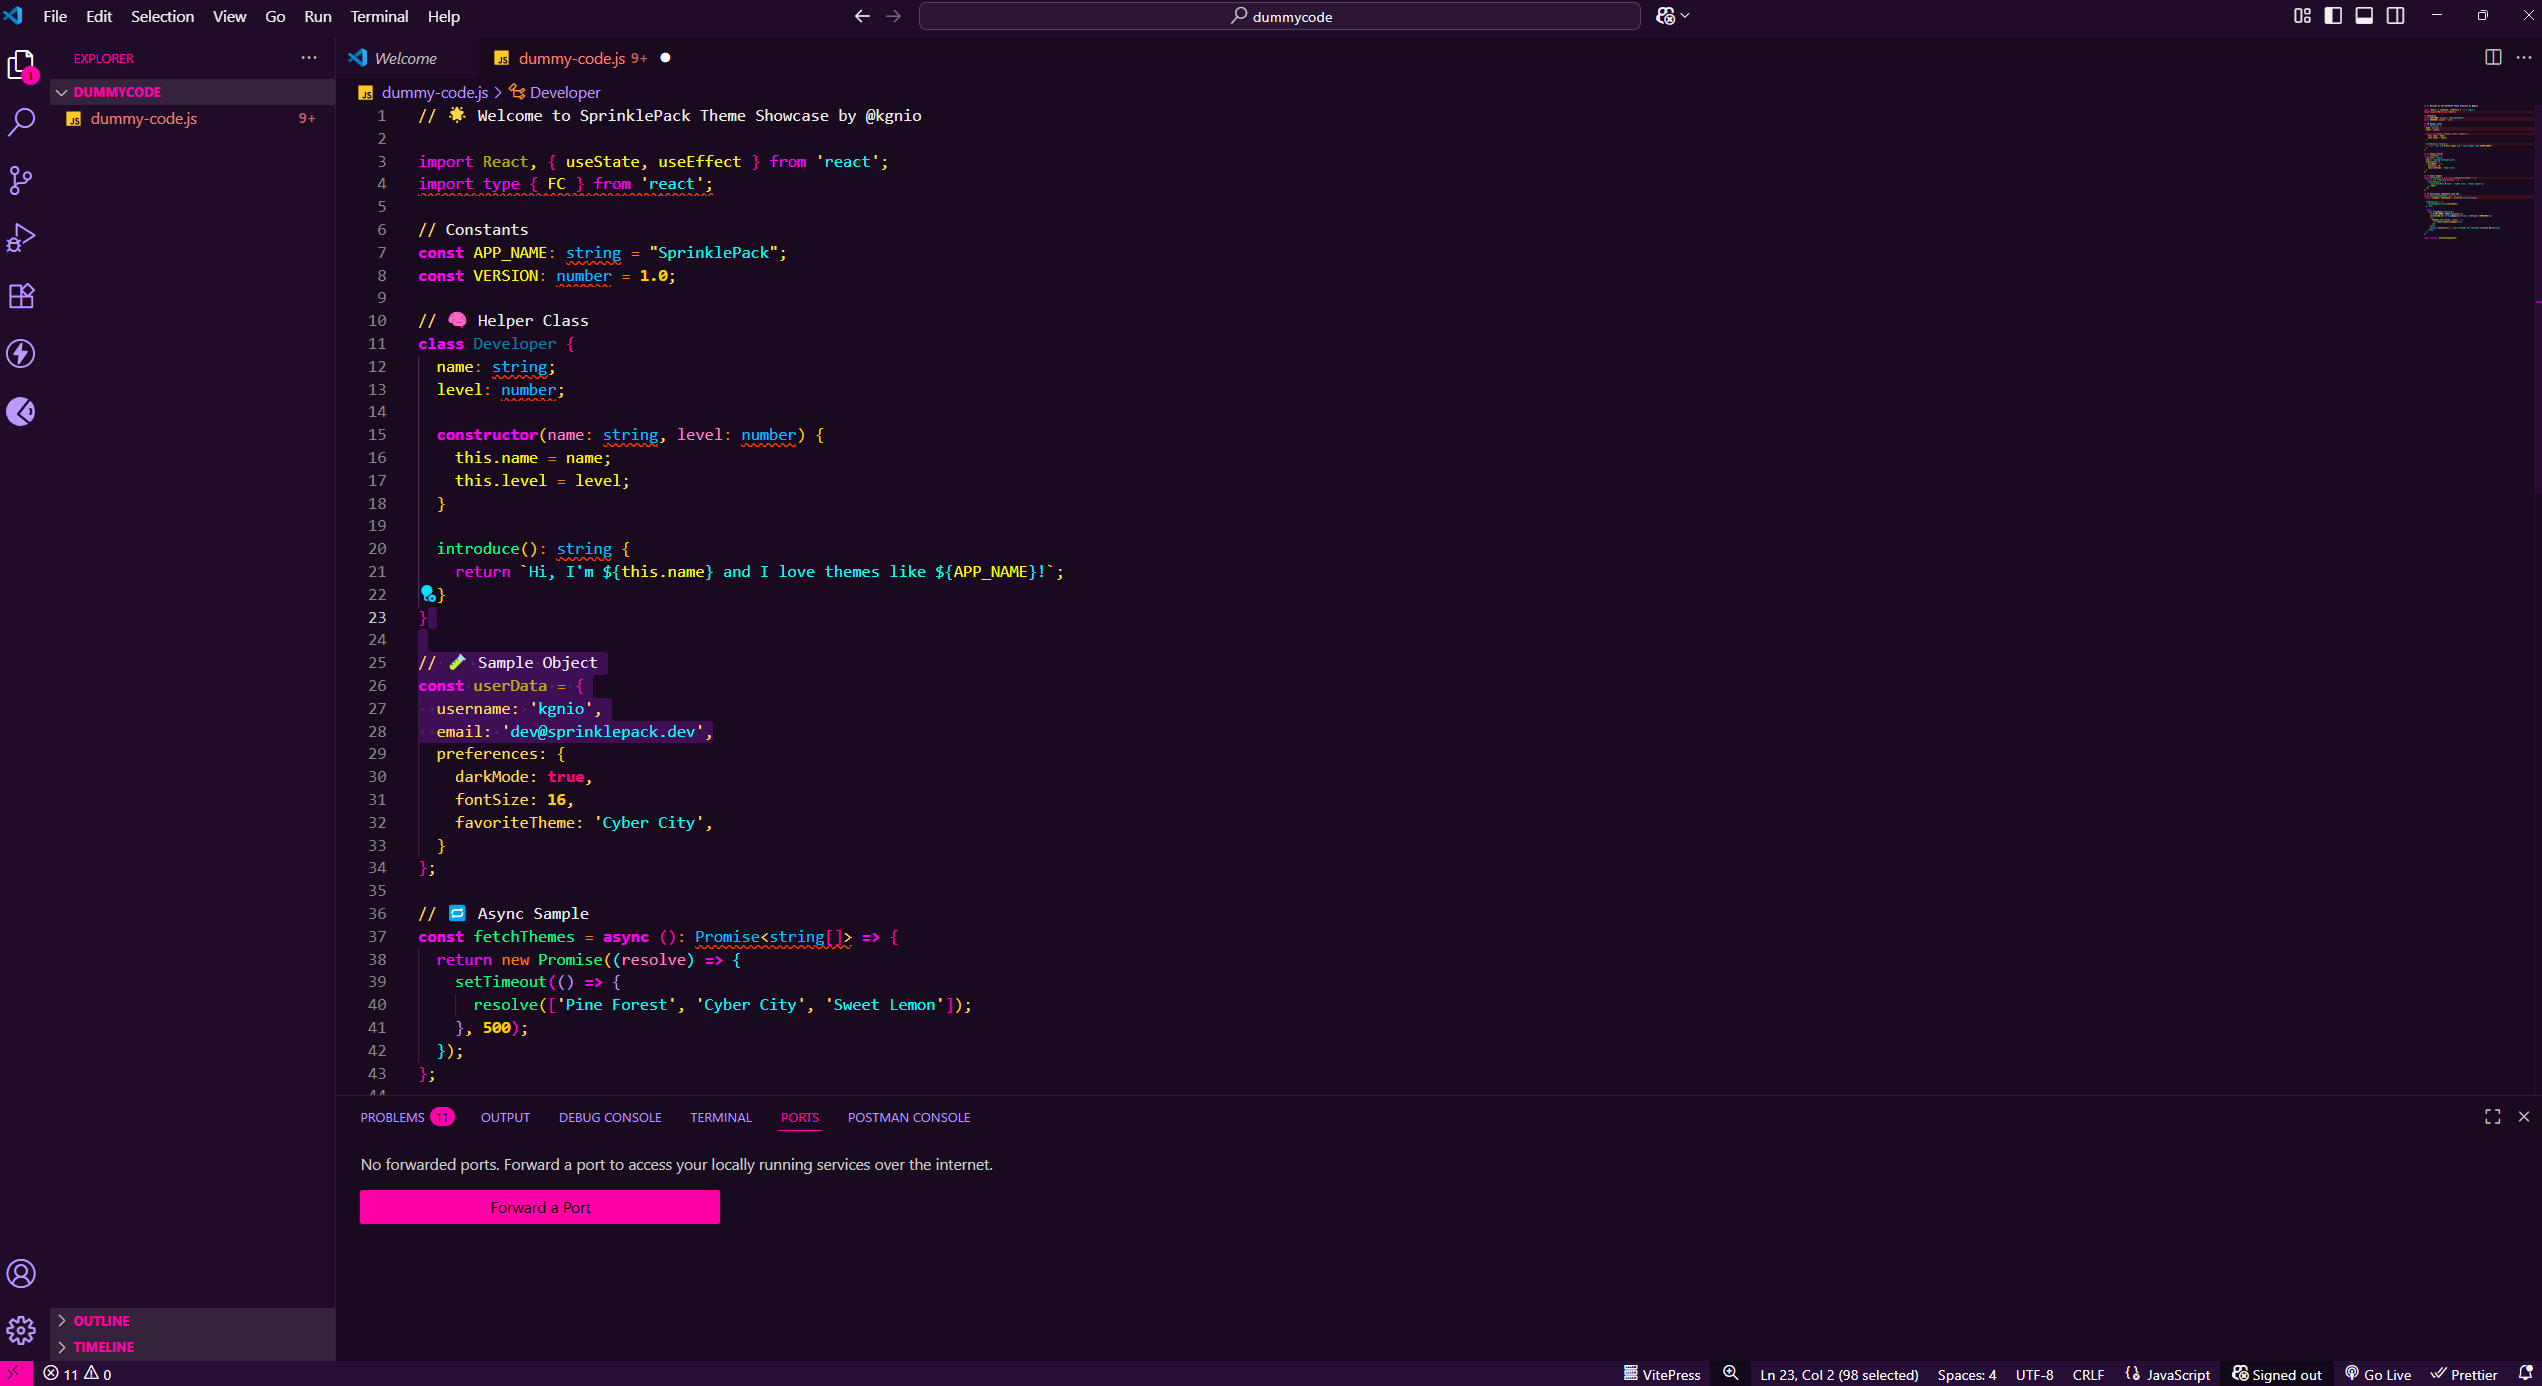 File Edit Selection View Go Run Terminal Help
dummycode
EXPLORER
1
DUMMYCODE
dummy-code.js 9+
Welcome
dummy-code.js 9+
dummy-code.js > Developer
1 // 🌟 Welcome to SprinklePack Theme Showcase by @kgnio
2
3 import React, { useState, useEffect } from 'react';
4 import type { FC } from 'react';
5
6 // Constants
7 const APP_NAME: string = "SprinklePack";
8 const VERSION: number = 1.0;
9
10 // 🧠 Helper Class
11 class Developer {
12 name: string;
13 level: number;
14
15 constructor(name: string, level: number) {
16 this.name = name;
17 this.level = level;
18 }
19
20 introduce(): string {
21 return `Hi, I'm ${this.name} and I love themes like ${APP_NAME}!`;
22 }
23 }
24
25 // 🧪 Sample Object
26 const userData = {
27 username: 'kgnio',
28 email: 'dev@sprinklepack.dev',
29 preferences: {
30 darkMode: true,
31 fontSize: 16,
32 favoriteTheme: 'Cyber City',
33 }
34 };
35
36 // 🔁 Async Sample
37 const fetchThemes = async (): Promise<string[]> => {
38 return new Promise((resolve) => {
39 setTimeout(() => {
40 resolve(['Pine Forest', 'Cyber City', 'Sweet Lemon']);
41 }, 500);
42 });
43 };
44
PROBLEMS 11 OUTPUT DEBUG CONSOLE TERMINAL PORTS POSTMAN CONSOLE
No forwarded ports. Forward a port to access your locally running services over the internet.
Forward a Port
OUTLINE
TIMELINE
11 0
VitePress Ln 23, Col 2 (98 selected) Spaces: 4 UTF-8 CRLF JavaScript Signed out Go Live Prettier